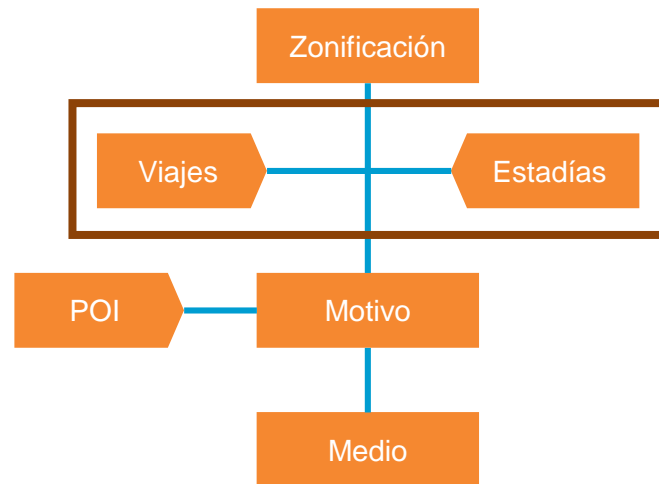 Zonificación
Viajes
Estadías
POI
Motivo
Medio